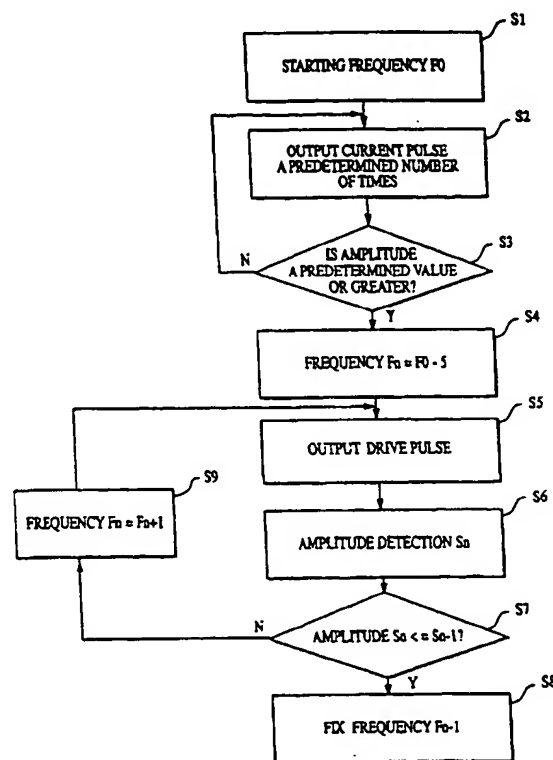 S1
STARTING FREQUENCY F0
S2
OUTPUT CURRENT PULSE
A PREDETERMINED NUMBER
OF TIMES
S3
IS AMPLITUDE
A PREDETERMINED VALUE
OR GREATER?
N
Y
S4
FREQUENCY Fn = F0 - 5
S5
OUTPUT DRIVE PULSE
S9
FREQUENCY Fn = Fn+1
S6
AMPLITUDE DETECTION Sn
S7
AMPLITUDE Sn < = Sn-1?
N
Y
S8
FIX FREQUENCY Fn-1